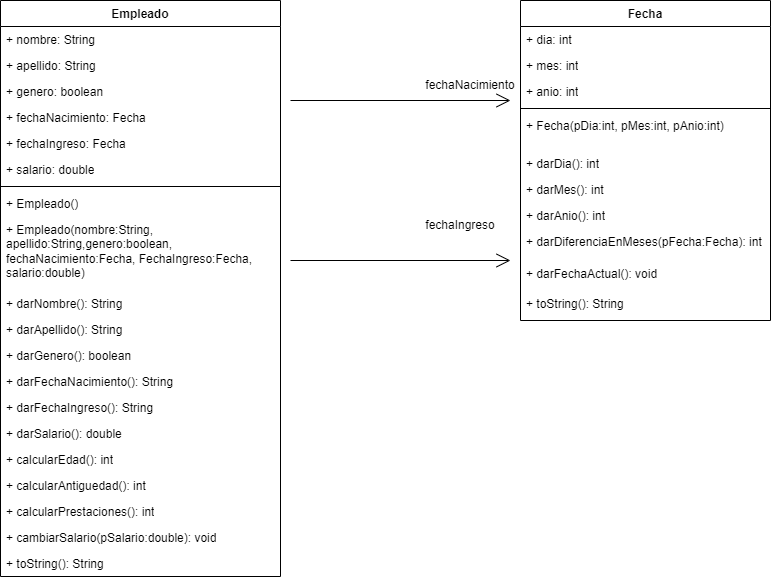 Empleado
+ nombre: String
+ apellido: String
+ genero: boolean
+ fechaNacimiento: Fecha
+ fechaIngreso: Fecha
+ salario: double
+ Empleado()
+ Empleado(nombre:String,
apellido:String,genero:boolean,
fechaNacimiento:Fecha, FechaIngreso:Fecha,
salario:double)
+ darNombre(): String
+ darApellido(): String
+ darGenero(): boolean
+ darFechaNacimiento(): String
+ darFechaIngreso(): String
+ darSalario(): double
+ calcularEdad(): int
+ calcularAntiguedad(): int
+ calcularPrestaciones(): int
+ cambiarSalario(pSalario:double): void
+ toString(): String
fechaNacimiento
fechaIngreso
Fecha
+ dia: int
+ mes: int
+ anio: int
+ Fecha(pDia:int, pMes:int, pAnio:int)
+ darDia(): int
+ darMes(): int
+ darAnio(): int
+ darDiferenciaEnMeses(pFecha:Fecha): int
+ darFechaActual(): void
+ toString(): String